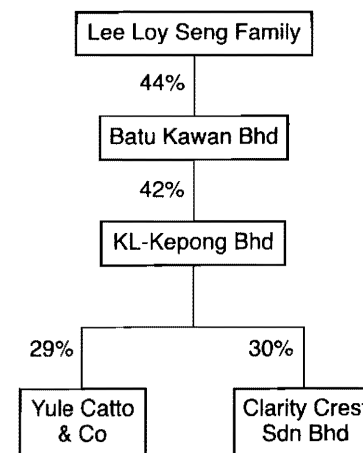 Lee Loy Seng Family
44%
Batu Kawan Bhd
42%
KL-Kepong Bhd
29%
30%
Yule Catto
& Co
Clarity Crest
Sdn Bhd